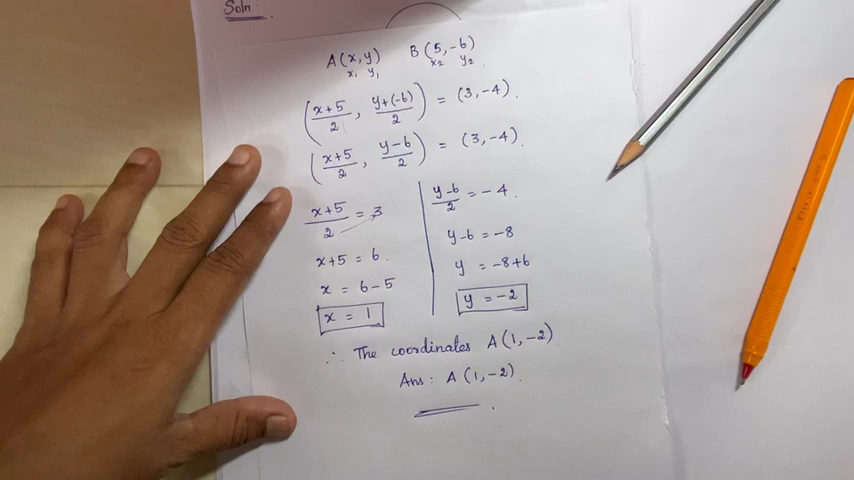 Soln:
A(x,y) B(5,-6)
x₁ y₁ x₂ y₂
((x+5)/2, (y+(-6))/2) = (3,-4).
((x+5)/2, (y-6)/2) = (3,-4).
(x+5)/2 = 3
x+5 = 6.
x = 6-5
x = 1
(y-6)/2 = -4.
y-6 = -8
y = -8+6
y = -2
∴ The coordinates A(1,-2)
Ans: A(1,-2).